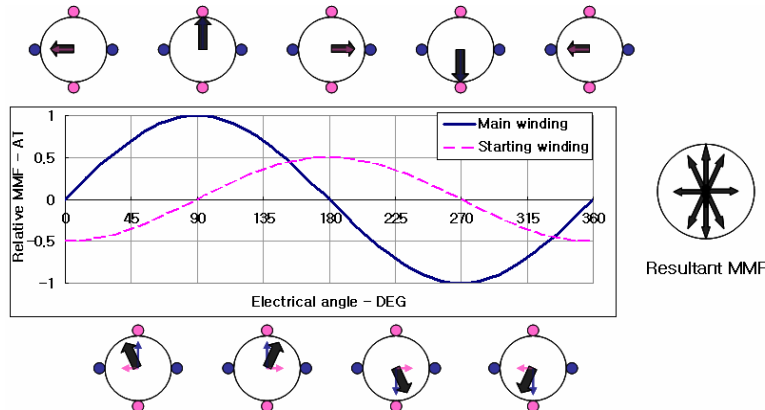 1
0,5
0
-0,5
-1
Relative MMF - AT
Main winding
Starting winding
0 45 90 135 180 225 270 315 360
Electrical angle - DEG
Resultant MMF